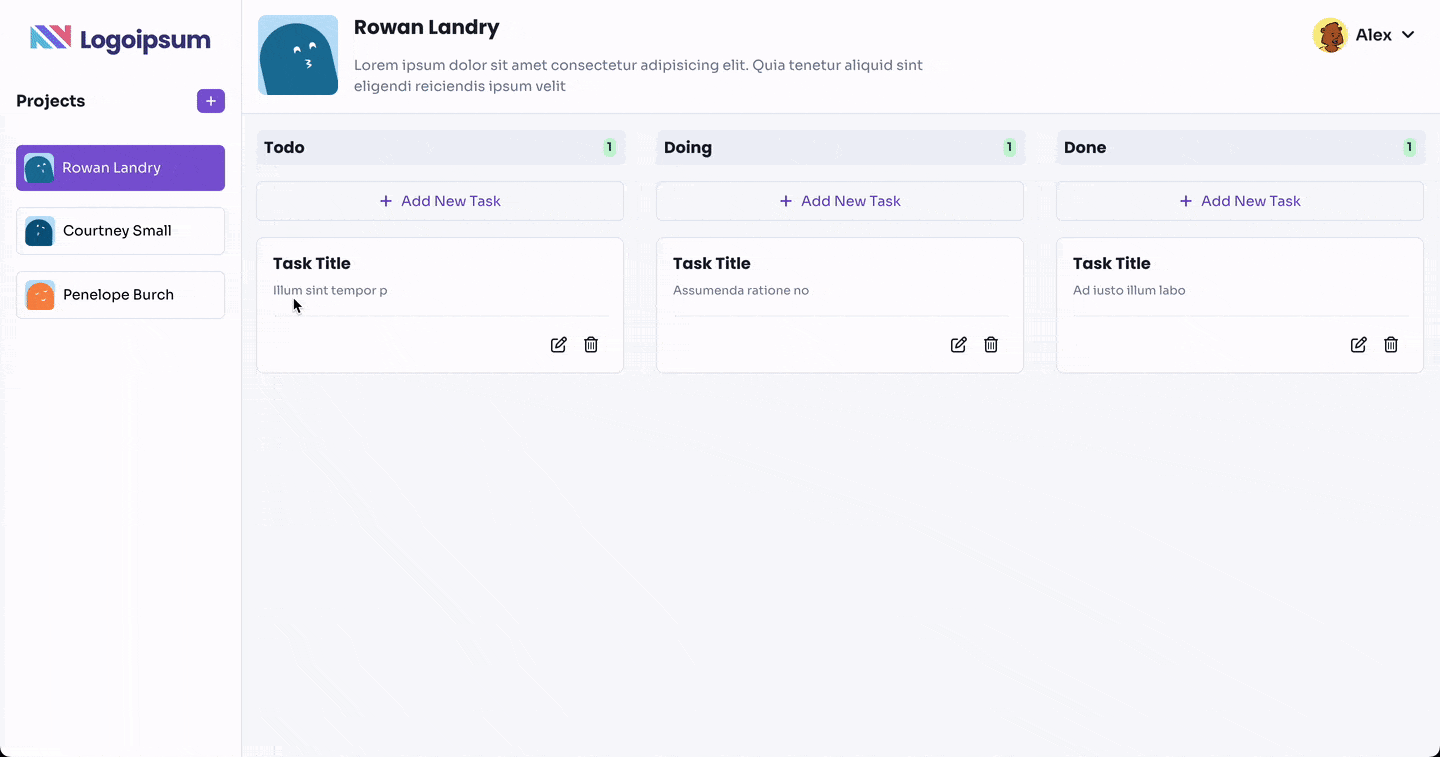 Logoipsum
Projects
+
Rowan Landry
Courtney Small
Penelope Burch
Rowan Landry
Lorem ipsum dolor sit amet consectetur adipisicing elit. Quia tenetur aliquid sint
eligendi reiciendis ipsum velit
Alex
Todo 1
+ Add New Task
Task Title
Illum sint tempor p
Doing 1
+ Add New Task
Task Title
Assumenda ratione no
Done 1
+ Add New Task
Task Title
Ad iusto illum labo